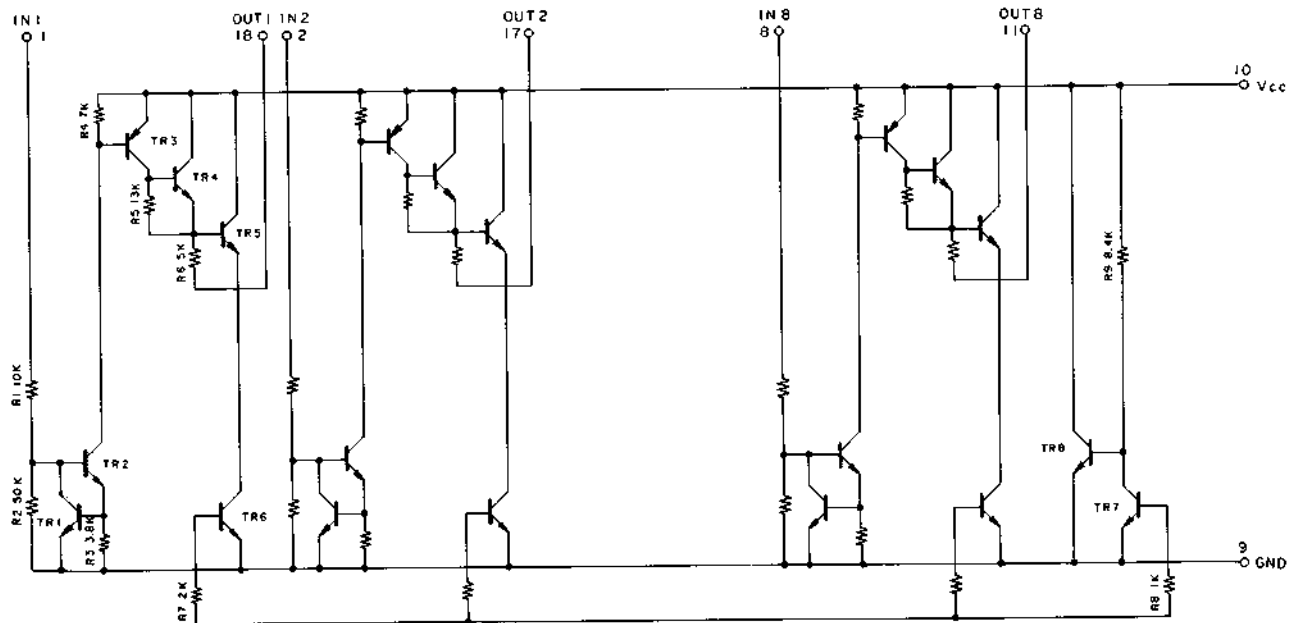 IN1
1
OUT1
18
IN2
2
OUT2
17
IN8
8
OUT8
11
10
Vcc
R4 7K
TR3
TR4
R5 13K
TR5
R6 5K
R9 8.4K
R1 10K
TR2
R2 50K
TR1
R3 3.8K
TR6
TR8
TR7
9
GND
R7 2K
R8 1K